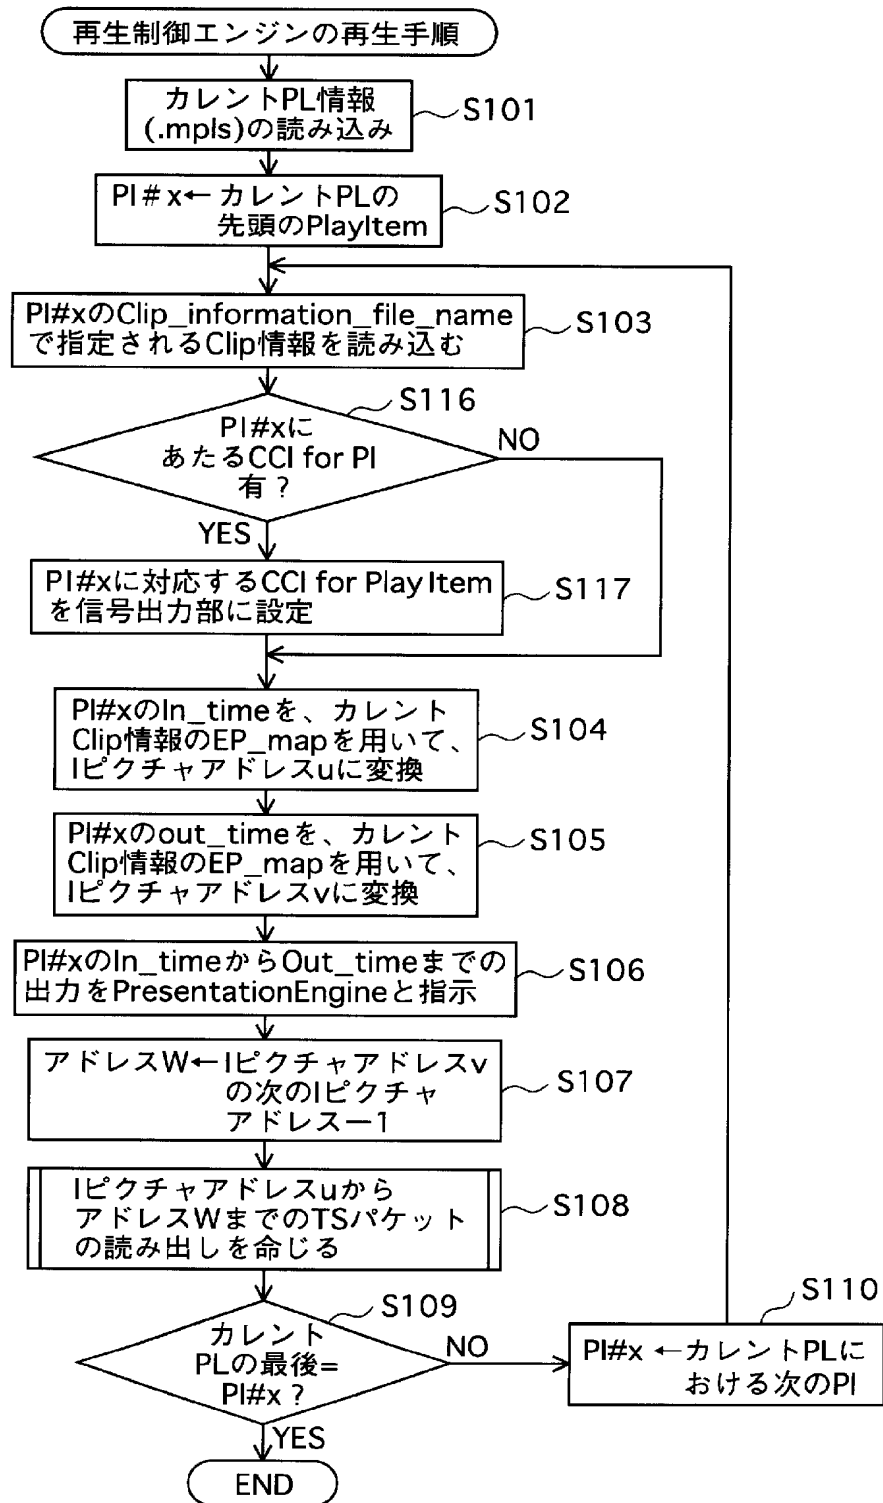 再生制御エンジンの再生手順
カレントPL情報
(.mpls)の読み込み
S101
PI#x←カレントPLの
先頭のPlayItem
S102
PI#xのClip_information_file_name
で指定されるClip情報を読み込む
S103
S116
PI#xに
あたるCCI for PI
有?
NO
YES
PI#xに対応するCCI for PlayItem
を信号出力部に設定
S117
PI#xのIn_timeを、カレント
Clip情報のEP_mapを用いて、
Iピクチャアドレスuに変換
S104
PI#xのout_timeを、カレント
Clip情報のEP_mapを用いて、
Iピクチャアドレスvに変換
S105
PI#xのIn_timeからOut_timeまでの
出力をPresentationEngineと指示
S106
アドレスW←Iピクチャアドレスv
の次のIピクチャ
アドレス－1
S107
Iピクチャアドレスuから
アドレスWまでのTSパケット
の読み出しを命じる
S108
S109
カレント
PLの最後=
PI#x?
NO
S110
PI#x ←カレントPLに
おける次のPI
YES
END